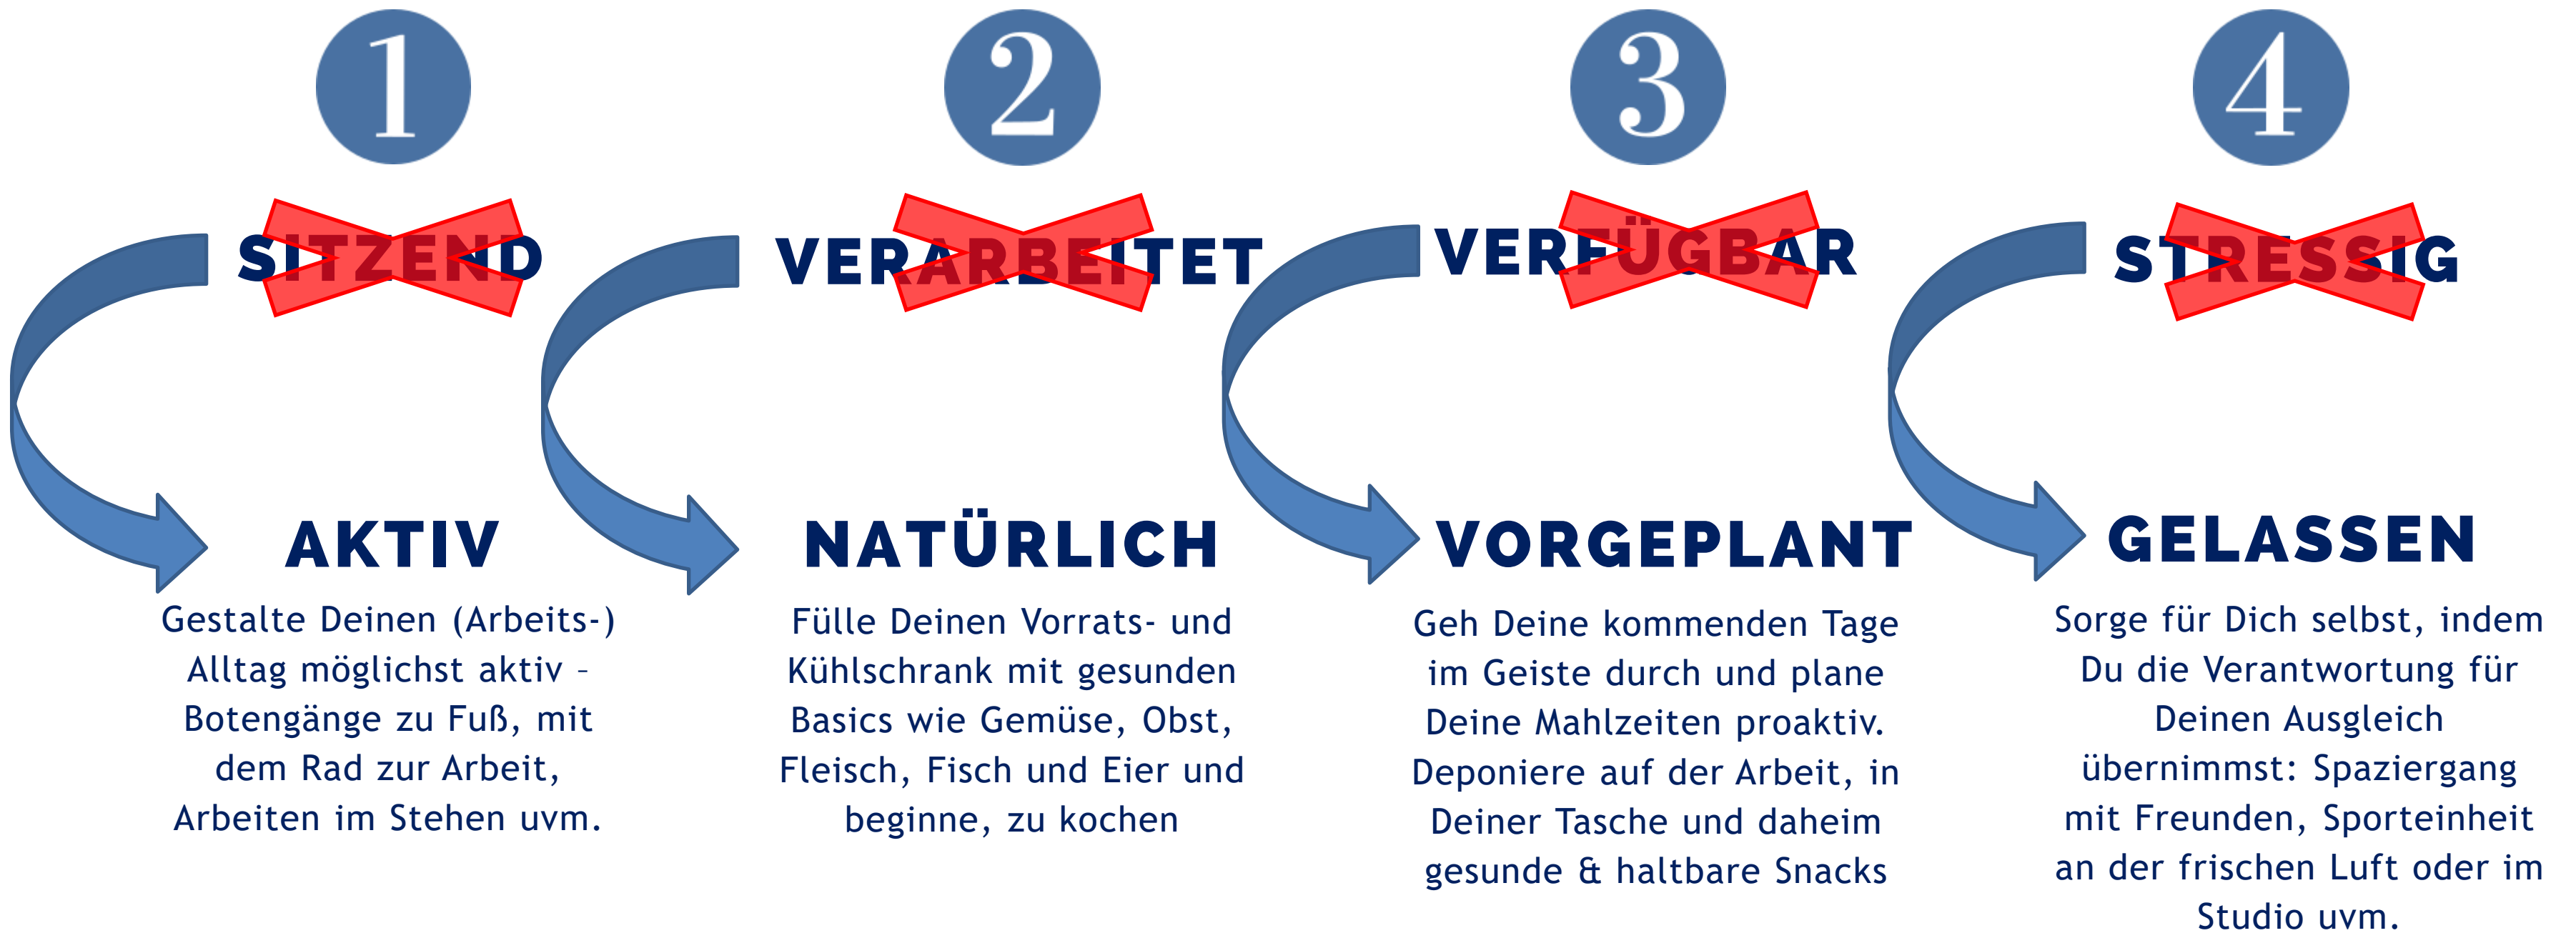 1
SITZEND
AKTIV
Gestalte Deinen (Arbeits-)
Alltag möglichst aktiv –
Botengänge zu Fuß, mit
dem Rad zur Arbeit,
Arbeiten im Stehen uvm.
2
VERARBEITET
NATÜRLICH
Fülle Deinen Vorrats- und
Kühlschrank mit gesunden
Basics wie Gemüse, Obst,
Fleisch, Fisch und Eier und
beginne, zu kochen
3
VERFÜGBAR
VORGEPLANT
Geh Deine kommenden Tage
im Geiste durch und plane
Deine Mahlzeiten proaktiv.
Deponiere auf der Arbeit, in
Deiner Tasche und daheim
gesunde & haltbare Snacks
4
STRESSIG
GELASSEN
Sorge für Dich selbst, indem
Du die Verantwortung für
Deinen Ausgleich
übernimmst: Spaziergang
mit Freunden, Sporteinheit
an der frischen Luft oder im
Studio uvm.